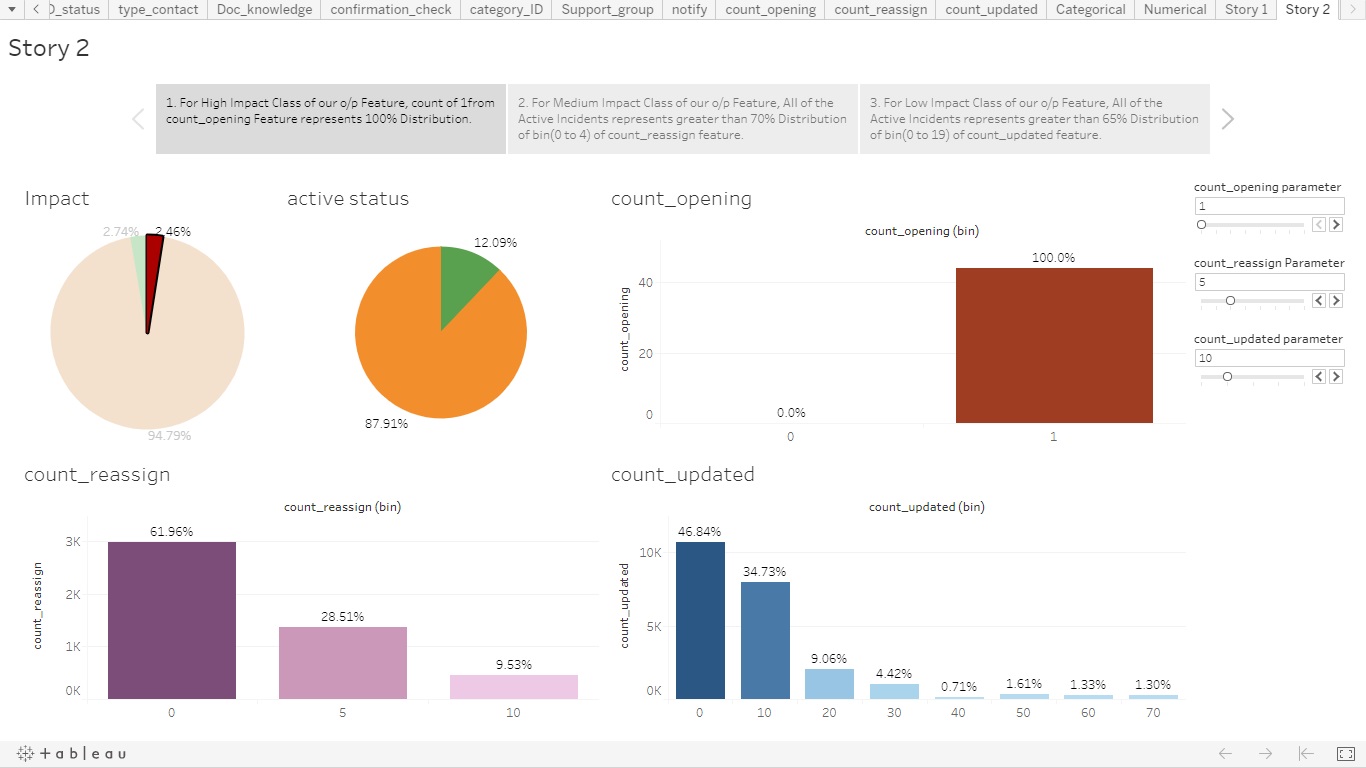 D_status type_contact Doc_knowledge confirmation_check category_ID Support_group notify count_opening count_reassign count_updated Categorical Numerical Story 1 Story 2
Story 2
1. For High Impact Class of our o/p Feature, count of 1from
count_opening Feature represents 100% Distribution.
2. For Medium Impact Class of our o/p Feature, All of the
Active Incidents represents greater than 70% Distribution
of bin(0 to 4) of count_reassign feature.
3. For Low Impact Class of our o/p Feature, All of the
Active Incidents represents greater than 65% Distribution
of bin(0 to 19) of count_updated feature.
Impact
2.74%
2.46%
94.79%
active status
12.09%
87.91%
count_opening
count_opening (bin)
count_opening
40
20
0
0.0%
100.0%
0
1
count_opening parameter
1
count_reassign Parameter
5
count_updated parameter
10
count_reassign
count_reassign (bin)
count_reassign
3K
2K
1K
0K
61.96%
28.51%
9.53%
0
5
10
count_updated
count_updated (bin)
count_updated
10K
5K
0K
46.84%
34.73%
9.06%
4.42%
0.71%
1.61%
1.33%
1.30%
0
10
20
30
40
50
60
70
+ a b | e a u